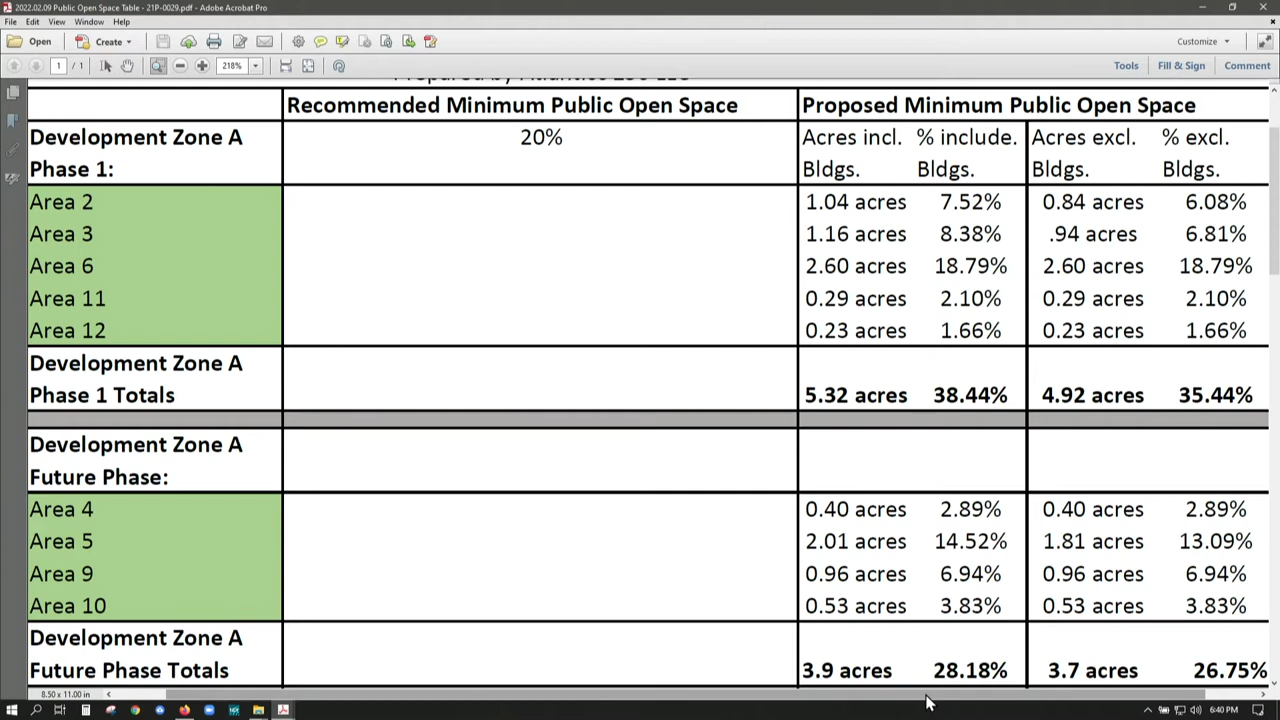 2022.02.09 Public Open Space Table - 21P-0029.pdf - Adobe Acrobat Pro
File Edit View Window Help
Open Create Customize
1 / 1 218% Tools Fill & Sign Comment
Recommended Minimum Public Open Space Proposed Minimum Public Open Space
Development Zone A 20% Acres incl. % include. Acres excl. % excl.
Phase 1: Bldgs. Bldgs. Bldgs. Bldgs.
Area 2 1.04 acres 7.52% 0.84 acres 6.08%
Area 3 1.16 acres 8.38% .94 acres 6.81%
Area 6 2.60 acres 18.79% 2.60 acres 18.79%
Area 11 0.29 acres 2.10% 0.29 acres 2.10%
Area 12 0.23 acres 1.66% 0.23 acres 1.66%
Development Zone A
Phase 1 Totals 5.32 acres 38.44% 4.92 acres 35.44%
Development Zone A
Future Phase:
Area 4 0.40 acres 2.89% 0.40 acres 2.89%
Area 5 2.01 acres 14.52% 1.81 acres 13.09%
Area 9 0.96 acres 6.94% 0.96 acres 6.94%
Area 10 0.53 acres 3.83% 0.53 acres 3.83%
Development Zone A
Future Phase Totals 3.9 acres 28.18% 3.7 acres 26.75%
8.50 x 11.00 in
6:40 PM